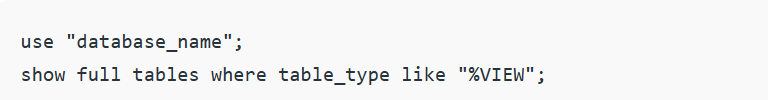 use "database_name";
show full tables where table_type like "%VIEW";